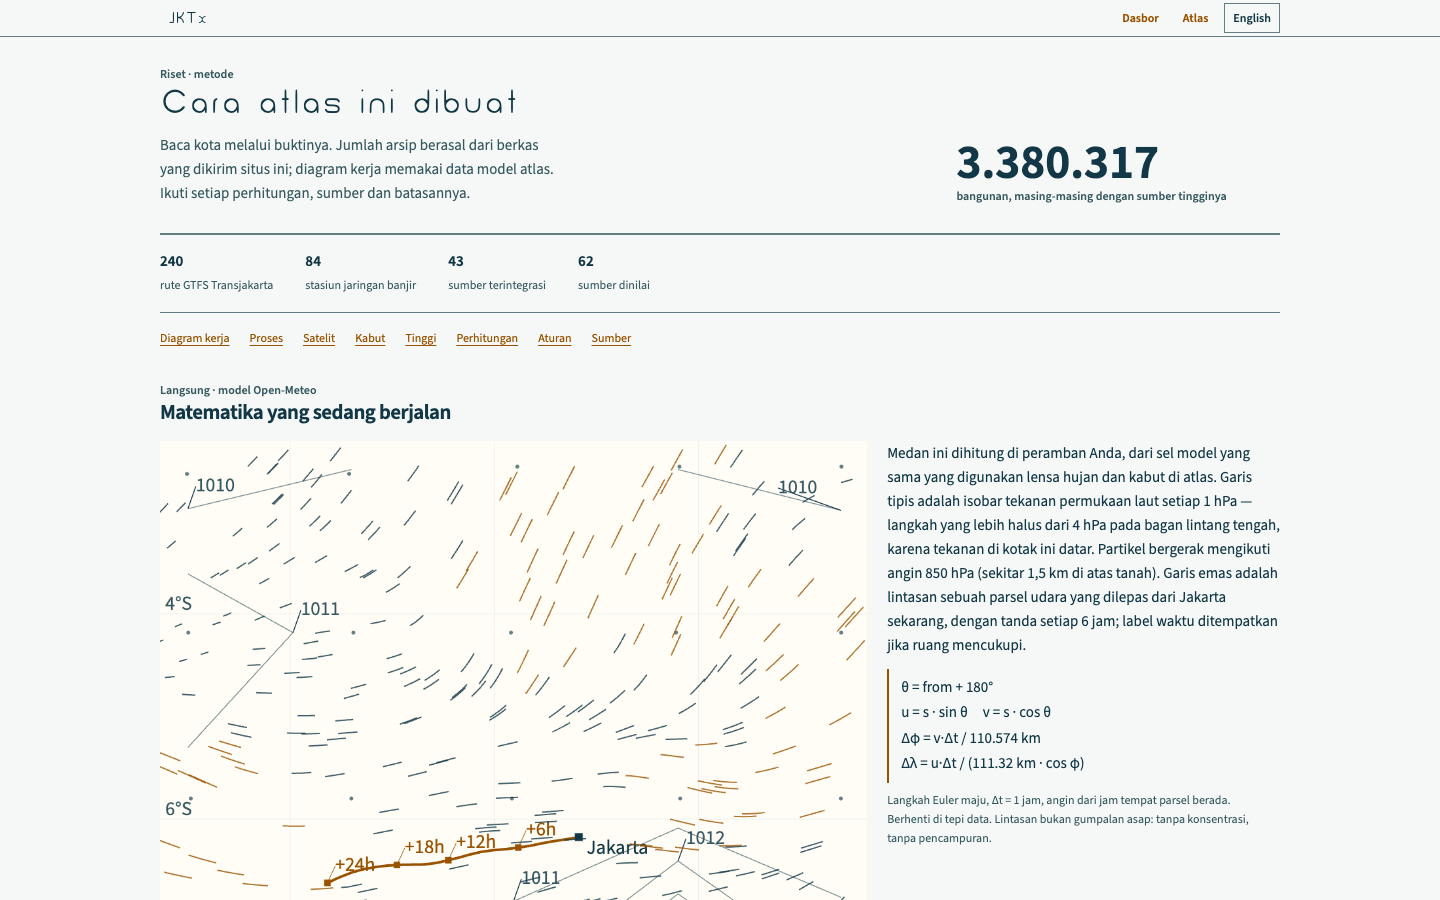 JKTx
Dasbor Atlas English
Riset · metode
Cara atlas ini dibuat
Baca kota melalui buktinya. Jumlah arsip berasal dari berkas
yang dikirim situs ini; diagram kerja memakai data model atlas.
Ikuti setiap perhitungan, sumber dan batasannya.
3.380.317
bangunan, masing-masing dengan sumber tingginya
240
rute GTFS Transjakarta
84
stasiun jaringan banjir
43
sumber terintegrasi
62
sumber dinilai
Diagram kerja Proses Satelit Kabut Tinggi Perhitungan Aturan Sumber
Langsung · model Open-Meteo
Matematika yang sedang berjalan
1010
1010
4°S
1011
6°S
+6h
+12h
+18h
+24h
Jakarta
1012
1011
Medan ini dihitung di peramban Anda, dari sel model yang
sama yang digunakan lensa hujan dan kabut di atlas. Garis
tipis adalah isobar tekanan permukaan laut setiap 1 hPa —
langkah yang lebih halus dari 4 hPa pada bagan lintang tengah,
karena tekanan di kotak ini datar. Partikel bergerak mengikuti
angin 850 hPa (sekitar 1,5 km di atas tanah). Garis emas adalah
lintasan sebuah parsel udara yang dilepas dari Jakarta
sekarang, dengan tanda setiap 6 jam; label waktu ditempatkan
jika ruang mencukupi.
θ = from + 180°
u = s · sin θ v = s · cos θ
Δφ = v·Δt / 110.574 km
Δλ = u·Δt / (111.32 km · cos φ)
Langkah Euler maju, Δt = 1 jam, angin dari jam tempat parsel berada.
Berhenti di tepi data. Lintasan bukan gumpalan asap: tanpa konsentrasi,
tanpa pencampuran.